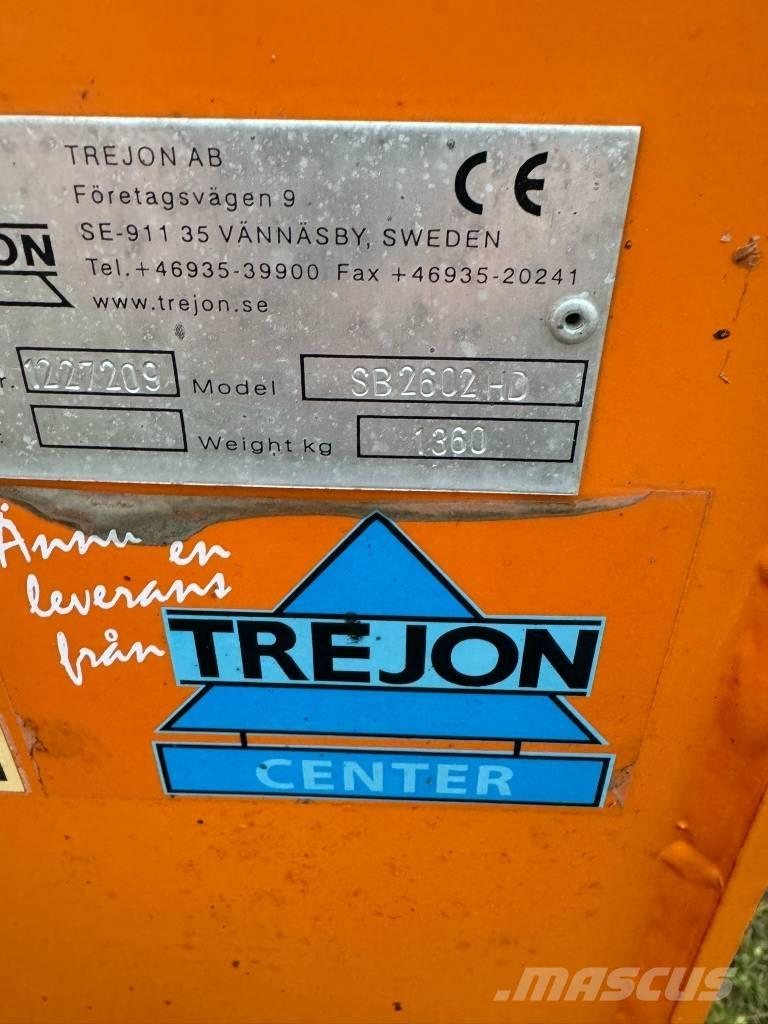 TREJON AB
Företagsvägen 9
SE-911 35 VÄNNÄSBY, SWEDEN
Tel.+46935-39900 Fax +46935-20241
www.trejon.se
CE
ON
r. 1227209 Model SB2602HD
Weight kg 1360
Ännu en
leverans
från
TREJON
CENTER
MASCUS